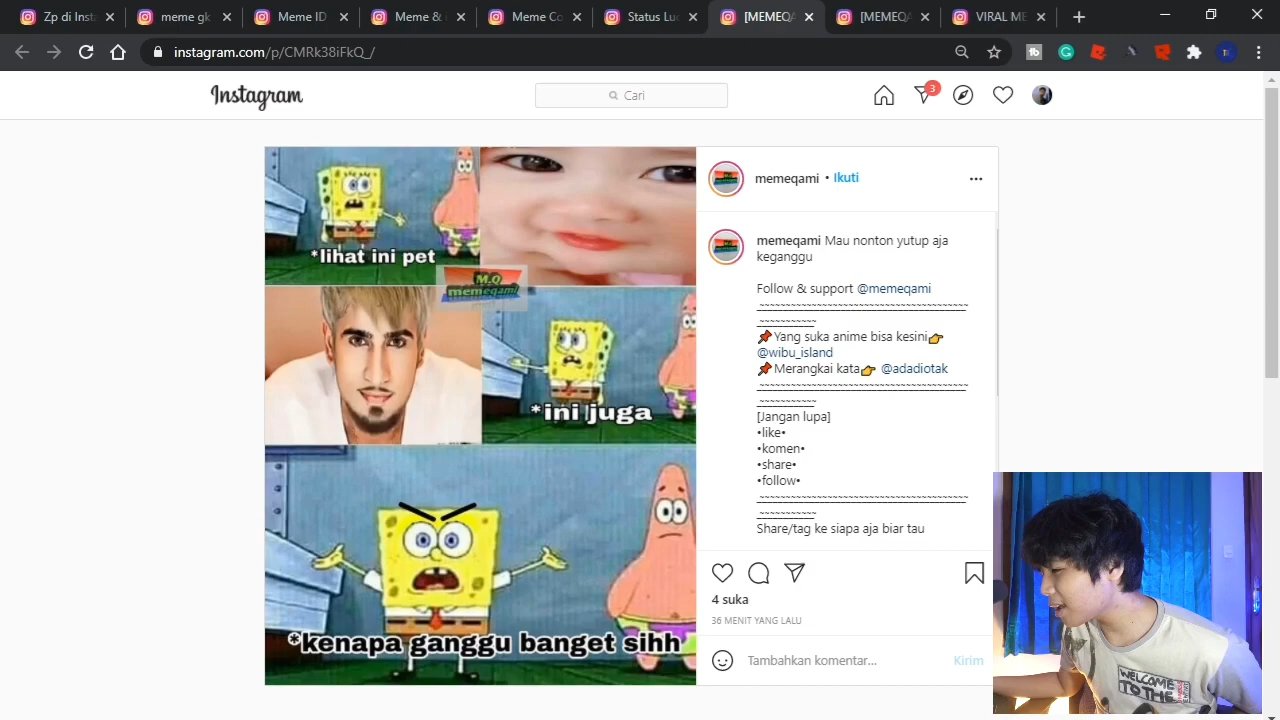 Zp di Insta
meme gk
Meme ID
Meme & 
Meme Co
Status Luc
[MEMEQA
[MEMEQ
VIRAL ME
instagram.com/p/CMRk38iFkQ_/
Instagram
Cari
3
memeqami • Ikuti
memeqami Mau nonton yutup aja
keganggu
Follow & support @memeqami
📌Yang suka anime bisa kesini👉
@wibu_island
📌Merangkai kata👉 @adadiotak
[Jangan lupa]
•like•
•komen•
•share•
•follow•
Share/tag ke siapa aja biar tau
4 suka
36 MENIT YANG LALU
Tambahkan komentar...
Kirim
*lihat ini pet
M.Q
memeqami
*ini juga
*kenapa ganggu banget sihh
WELCOME
TO THE